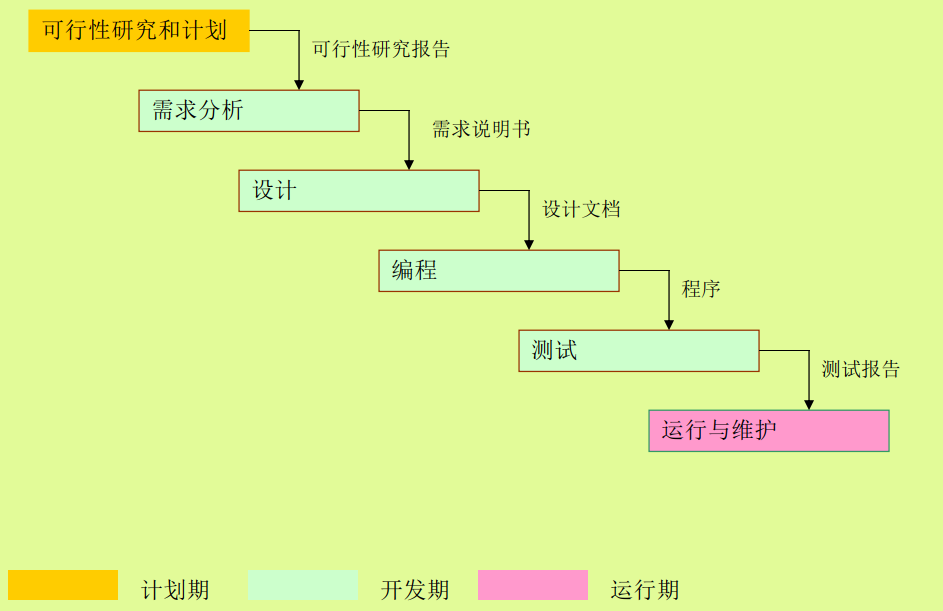 可行性研究和计划
可行性研究报告
需求分析
需求说明书
设计
设计文档
编程
程序
测试
测试报告
运行与维护
计划期
开发期
运行期